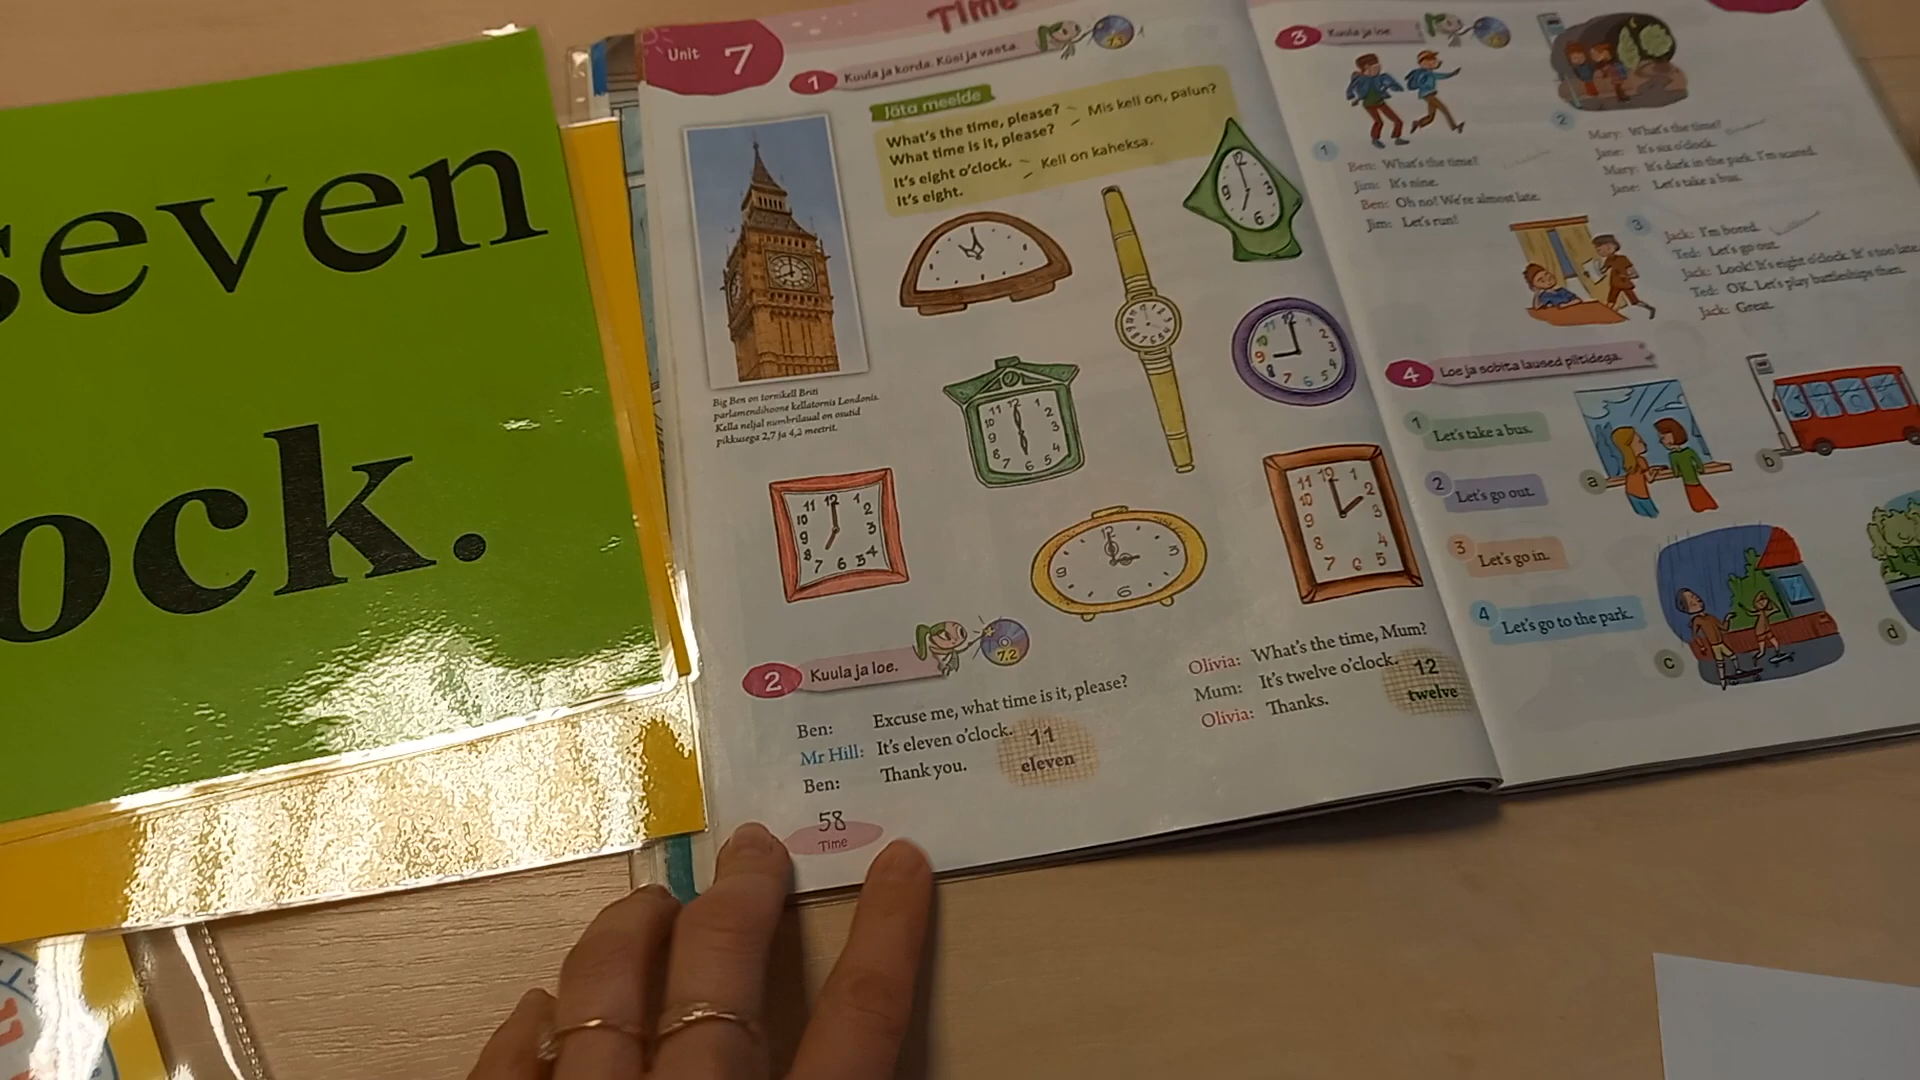 seven
ock.
Unit 7
Time
1 Kuula ja korda. Küsi ja vasta.
Jäta meelde
What's the time, please? – Mis kell on, palun?
What time is it, please?
It's eight o'clock. – Kell on kaheksa.
It's eight.
Big Ben on tornikell Briti
parlamendihoone kellatornis Londonis.
Kella neljal numbrilaual on osutid
pikkusega 2,7 ja 4,2 meetrit.
2 Kuula ja loe.
7.2
Ben: Excuse me, what time is it, please?
Mr Hill: It's eleven o'clock.
Ben: Thank you.
11
eleven
Olivia: What's the time, Mum?
Mum: It's twelve o'clock.
Olivia: Thanks.
12
twelve
58
Time
3 Kuula ja loe
1
Ben: What's the time?
Jim: It's nine.
Ben: Oh no! We're almost late.
Jim: Let's run!
2
Mary: What's the time?
Jane: It's six o'clock.
Mary: It's dark in the park. I'm scared.
Jane: Let's take a bus.
3
Jack: I'm bored.
Ted: Let's go out.
Jack: Look! It's eight o'clock. It's too late.
Ted: OK. Let's play battleships then.
Jack: Great.
4 Loe ja sobita laused piltidega.
1 Let's take a bus.
2 Let's go out.
3 Let's go in.
4 Let's go to the park.
a
b
c
d